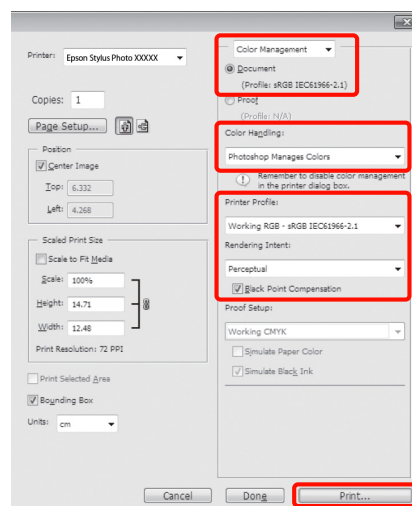 Printer: Epson Stylus Photo XXXXX
Copies: 1
Page Setup...
Position
Center Image
Top: 6.332
Left: 4.268
Scaled Print Size
Scale to Fit Media
Scale: 100%
Height: 14.71
Width: 12.48
Print Resolution: 72 PPI
Print Selected Area
Bounding Box
Units: cm
Color Management
Document
(Profile: sRGB IEC61966-2.1)
Proof
(Profile: N/A)
Color Handling:
Photoshop Manages Colors
Remember to disable color management
in the printer dialog box.
Printer Profile:
Working RGB - sRGB IEC61966-2.1
Rendering Intent:
Perceptual
Black Point Compensation
Proof Setup:
Working CMYK
Simulate Paper Color
Simulate Black Ink
Cancel
Done
Print...